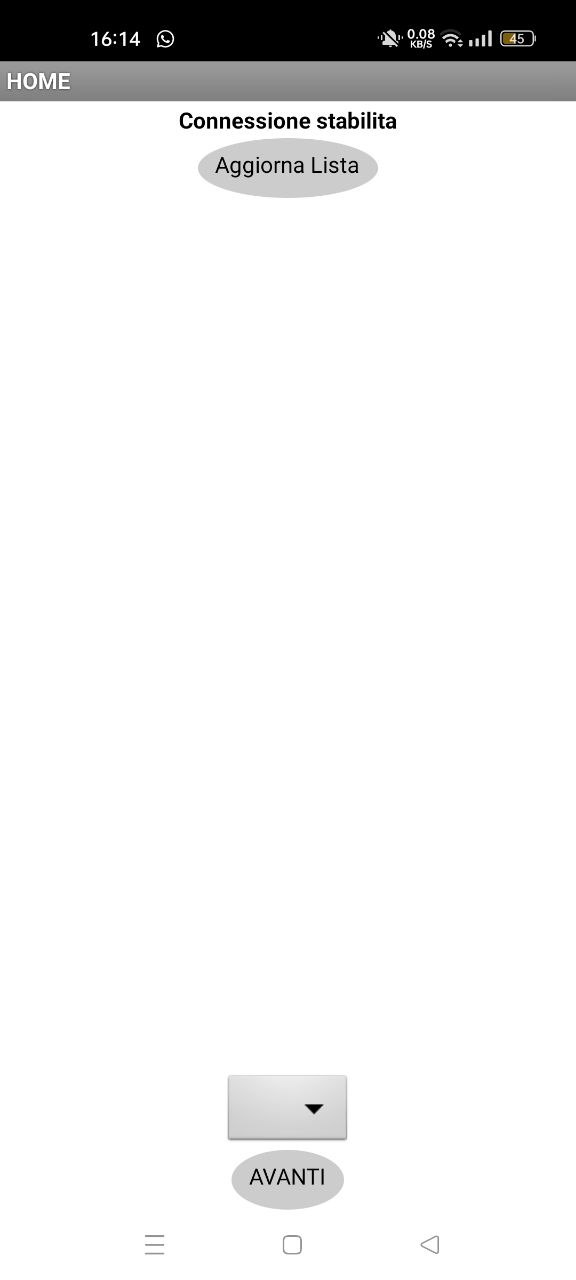 16:14 0.08 KB/S 45
HOME
Connessione stabilita
Aggiorna Lista
AVANTI